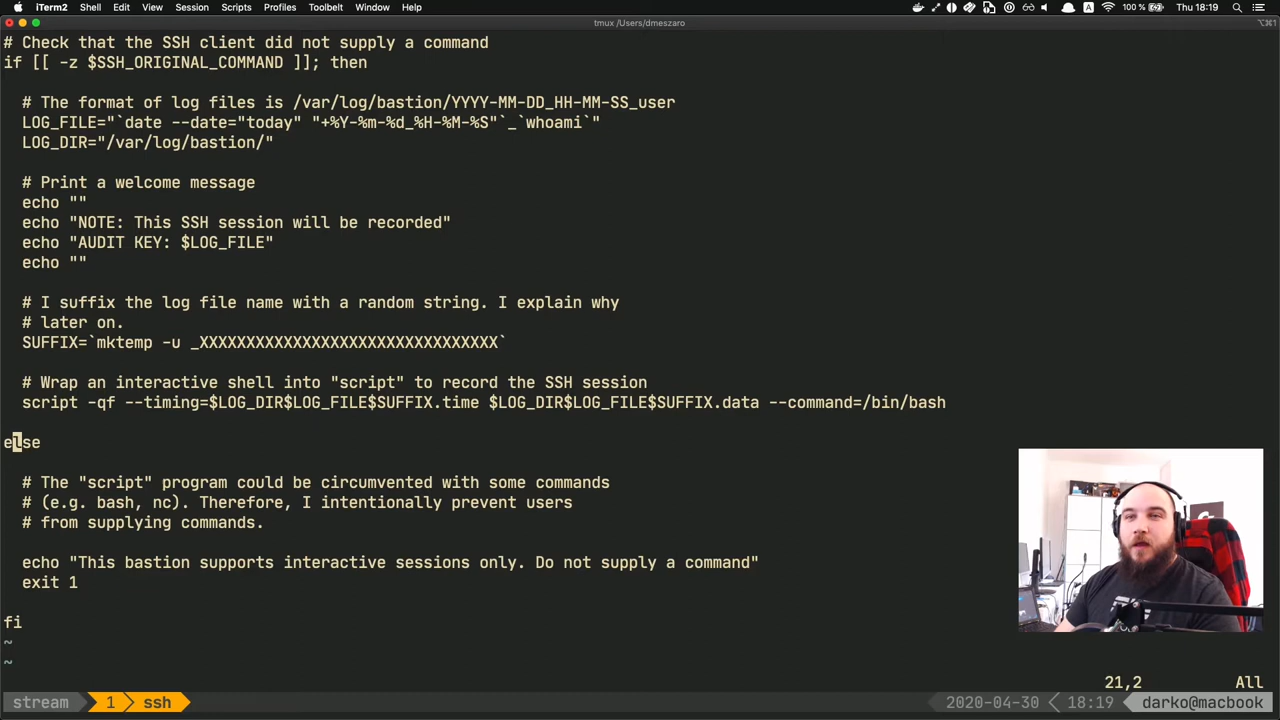 iTerm2 Shell Edit View Session Scripts Profiles Toolbelt Window Help 100 % Thu 18:19
tmux /Users/dmeszaro
⌥⌘1
# Check that the SSH client did not supply a command
if [[ -z $SSH_ORIGINAL_COMMAND ]]; then
# The format of log files is /var/log/bastion/YYYY-MM-DD_HH-MM-SS_user
LOG_FILE="`date --date="today" "+%Y-%m-%d_%H-%M-%S"`_`whoami`"
LOG_DIR="/var/log/bastion/"
# Print a welcome message
echo ""
echo "NOTE: This SSH session will be recorded"
echo "AUDIT KEY: $LOG_FILE"
echo ""
# I suffix the log file name with a random string. I explain why
# later on.
SUFFIX=`mktemp -u _XXXXXXXXXXXXXXXXXXXXXXXXXXXXXXXX`
# Wrap an interactive shell into "script" to record the SSH session
script -qf --timing=$LOG_DIR$LOG_FILE$SUFFIX.time $LOG_DIR$LOG_FILE$SUFFIX.data --command=/bin/bash
else
# The "script" program could be circumvented with some commands
# (e.g. bash, nc). Therefore, I intentionally prevent users
# from supplying commands.
echo "This bastion supports interactive sessions only. Do not supply a command"
exit 1
fi
~
~
21,2 All
stream 1 ssh 2020-04-30 18:19 darko@macbook